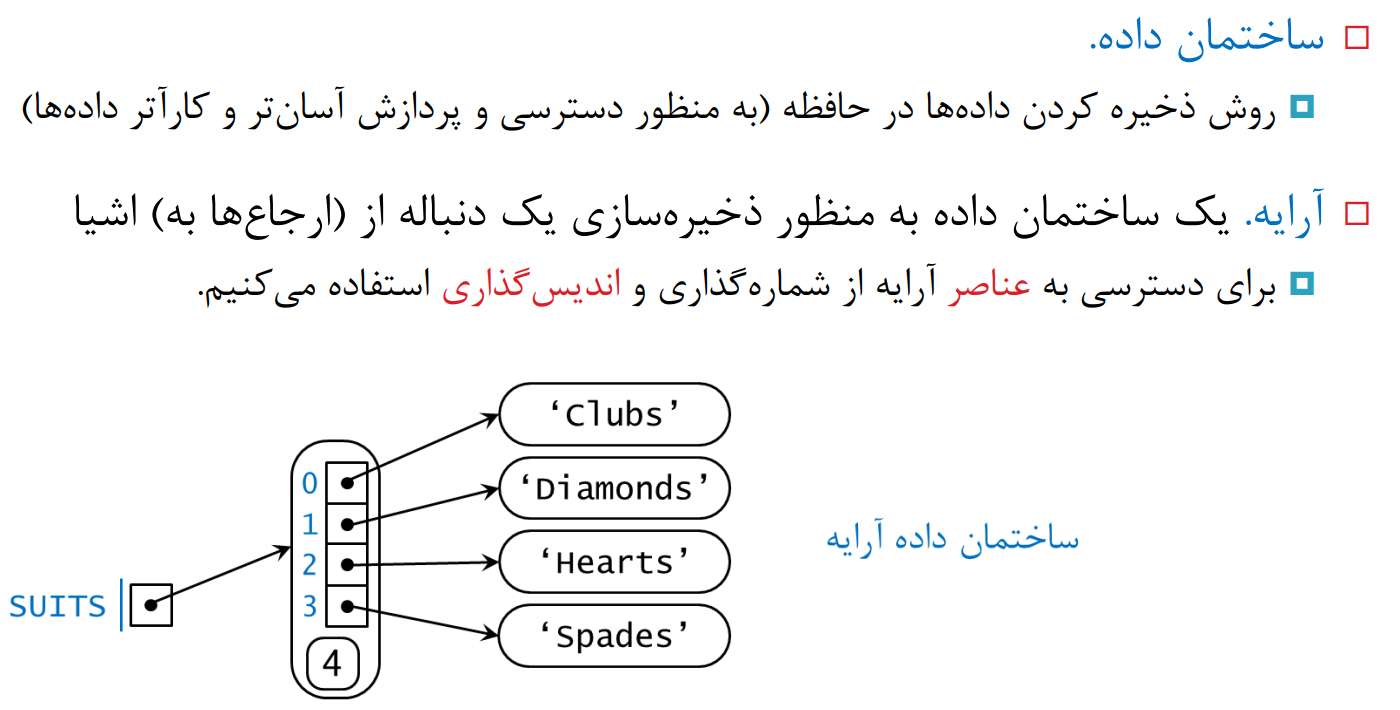 ساختمان داده.
روش ذخیره کردن داده‌ها در حافظه (به منظور دسترسی و پردازش آسان‌تر و کارآتر داده‌ها)
آرایه. یک ساختمان داده به منظور ذخیره‌سازی یک دنباله از (ارجاع‌ها به) اشیا
برای دسترسی به عناصر آرایه از شماره‌گذاری و اندیس‌گذاری استفاده می‌کنیم.
‘Clubs’
0
‘Diamonds’
1
ساختمان داده آرایه
2
‘Hearts’
SUITS
3
‘Spades’
4